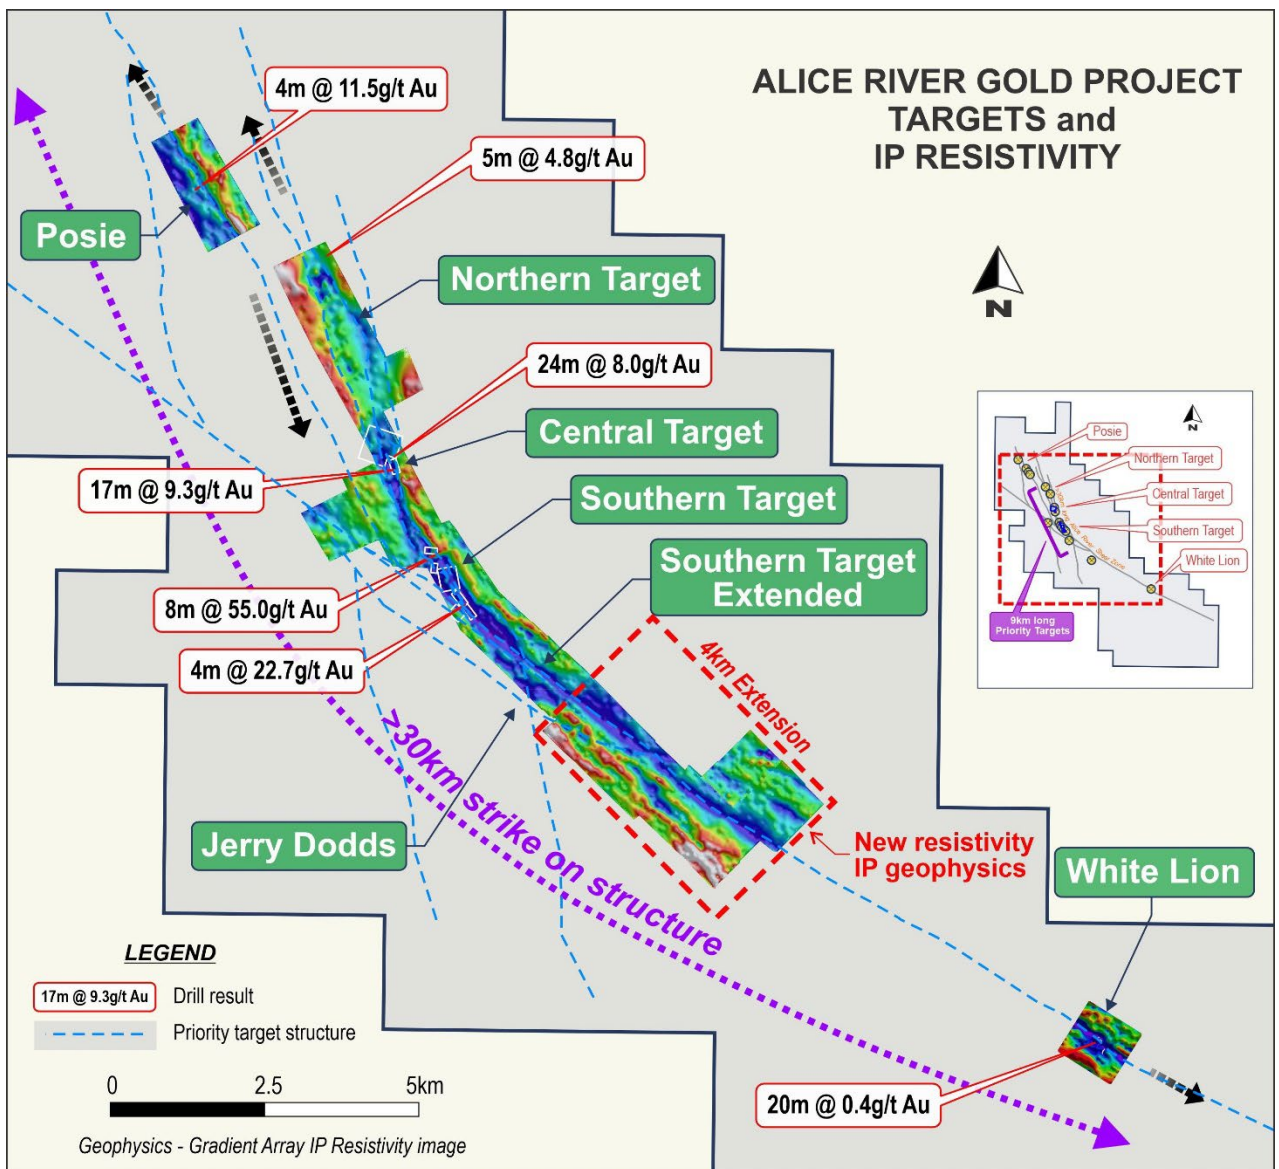 ALICE RIVER GOLD PROJECT
TARGETS and
IP RESISTIVITY
4m @ 11.5g/t Au
5m @ 4.8g/t Au
Posie
Northern Target
N
24m @ 8.0g/t Au
Central Target
17m @ 9.3g/t Au
Southern Target
Southern Target
Extended
8m @ 55.0g/t Au
4m @ 22.7g/t Au
4km Extension
>30km strike on structure
Jerry Dodds
New resistivity
IP geophysics
White Lion
20m @ 0.4g/t Au
N
Posie
Northern Target
Central Target
Southern Target
White Lion
9km long
Priority Targets
LEGEND
17m @ 9.3g/t Au
Drill result
Priority target structure
0 2.5 5km
Geophysics - Gradient Array IP Resistivity image